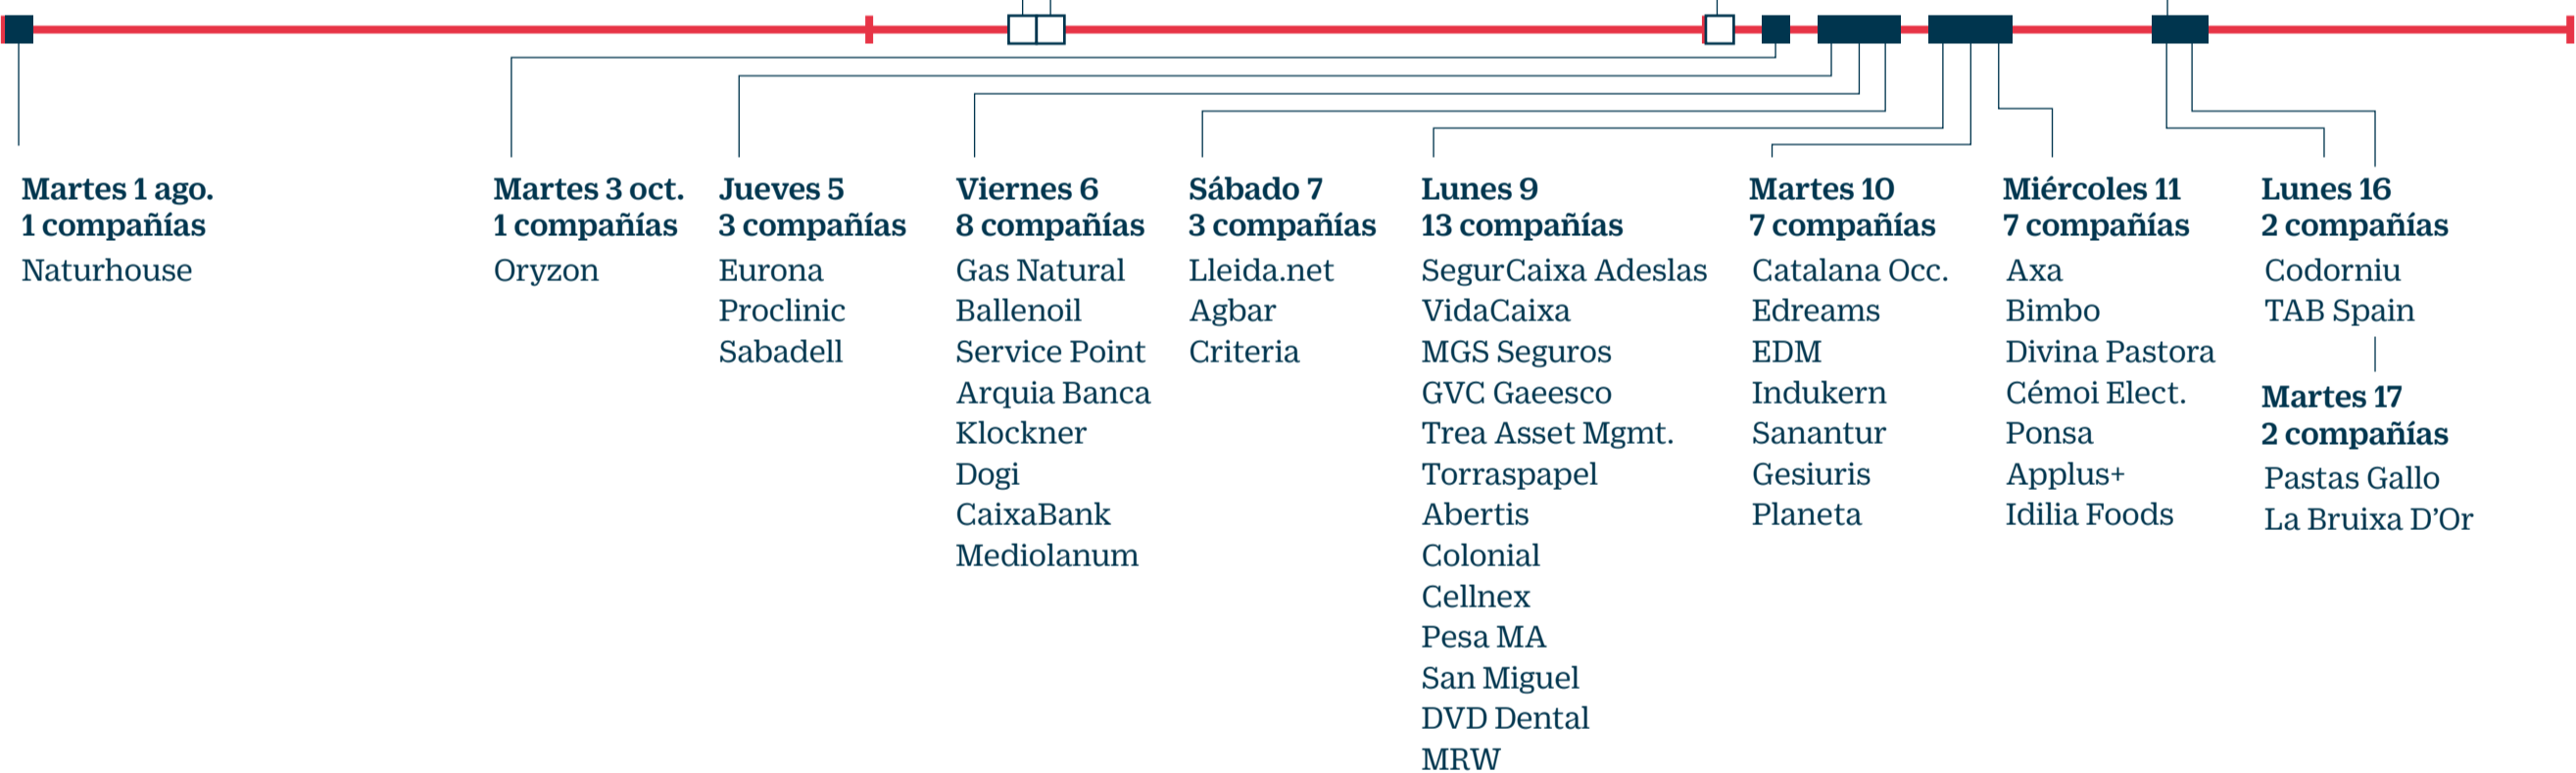 Martes 1 ago.
1 compañías
Naturhouse
Martes 3 oct.
1 compañías
Oryzon
Jueves 5
3 compañías
Eurona
Proclinic
Sabadell
Viernes 6
8 compañías
Gas Natural
Ballenoil
Service Point
Arquia Banca
Klockner
Dogi
CaixaBank
Mediolanum
Sábado 7
3 compañías
Lleida.net
Agbar
Criteria
Lunes 9
13 compañías
SegurCaixa Adeslas
VidaCaixa
MGS Seguros
GVC Gaeesco
Trea Asset Mgmt.
Torraspapel
Abertis
Colonial
Cellnex
Pesa MA
San Miguel
DVD Dental
MRW
Martes 10
7 compañías
Catalana Occ.
Edreams
EDM
Indukern
Sanantur
Gesiuris
Planeta
Miércoles 11
7 compañías
Axa
Bimbo
Divina Pastora
Cémoi Elect.
Ponsa
Applus+
Idilia Foods
Lunes 16
2 compañías
Codorniu
TAB Spain
Martes 17
2 compañías
Pastas Gallo
La Bruixa D’Or